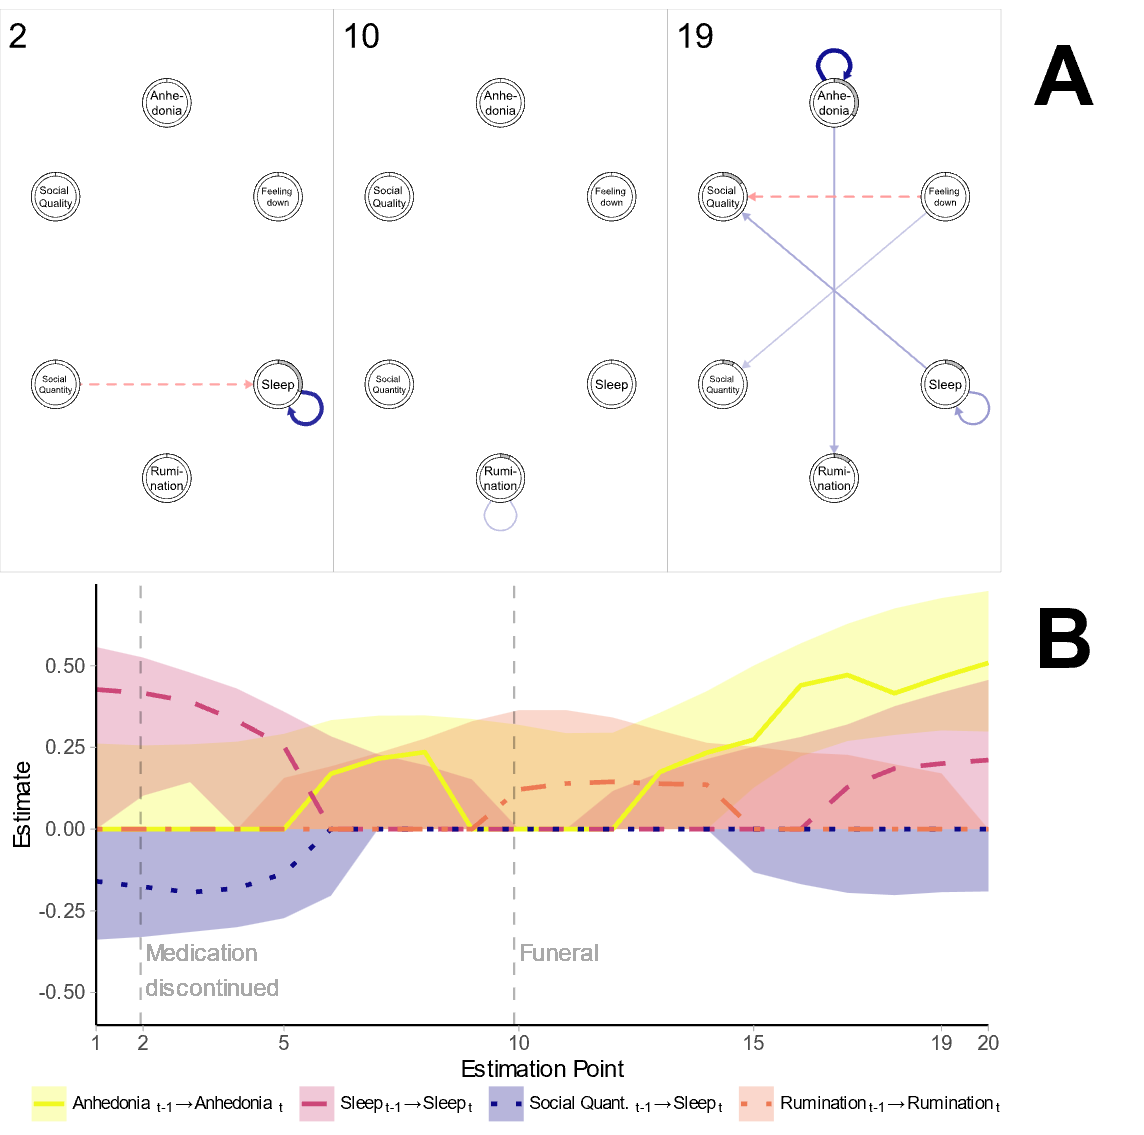 2
10
19
A
Anhe-
donia
Anhe-
donia
Anhe-
donia
Social
Quality
Feeling
down
Social
Quality
Feeling
down
Social
Quality
Feeling
down
Social
Quantity
Sleep
Social
Quantity
Sleep
Social
Quantity
Sleep
Rumi-
nation
Rumi-
nation
Rumi-
nation
B
Estimate
0.50
0.25
0.00
-0.25
-0.50
Medication
discontinued
Funeral
1 2 5 10 15 19 20
Estimation Point
Anhedonia t-1→Anhedonia t
Sleep t-1→Sleep t
Social Quant. t-1→Sleep t
Rumination t-1→Rumination t